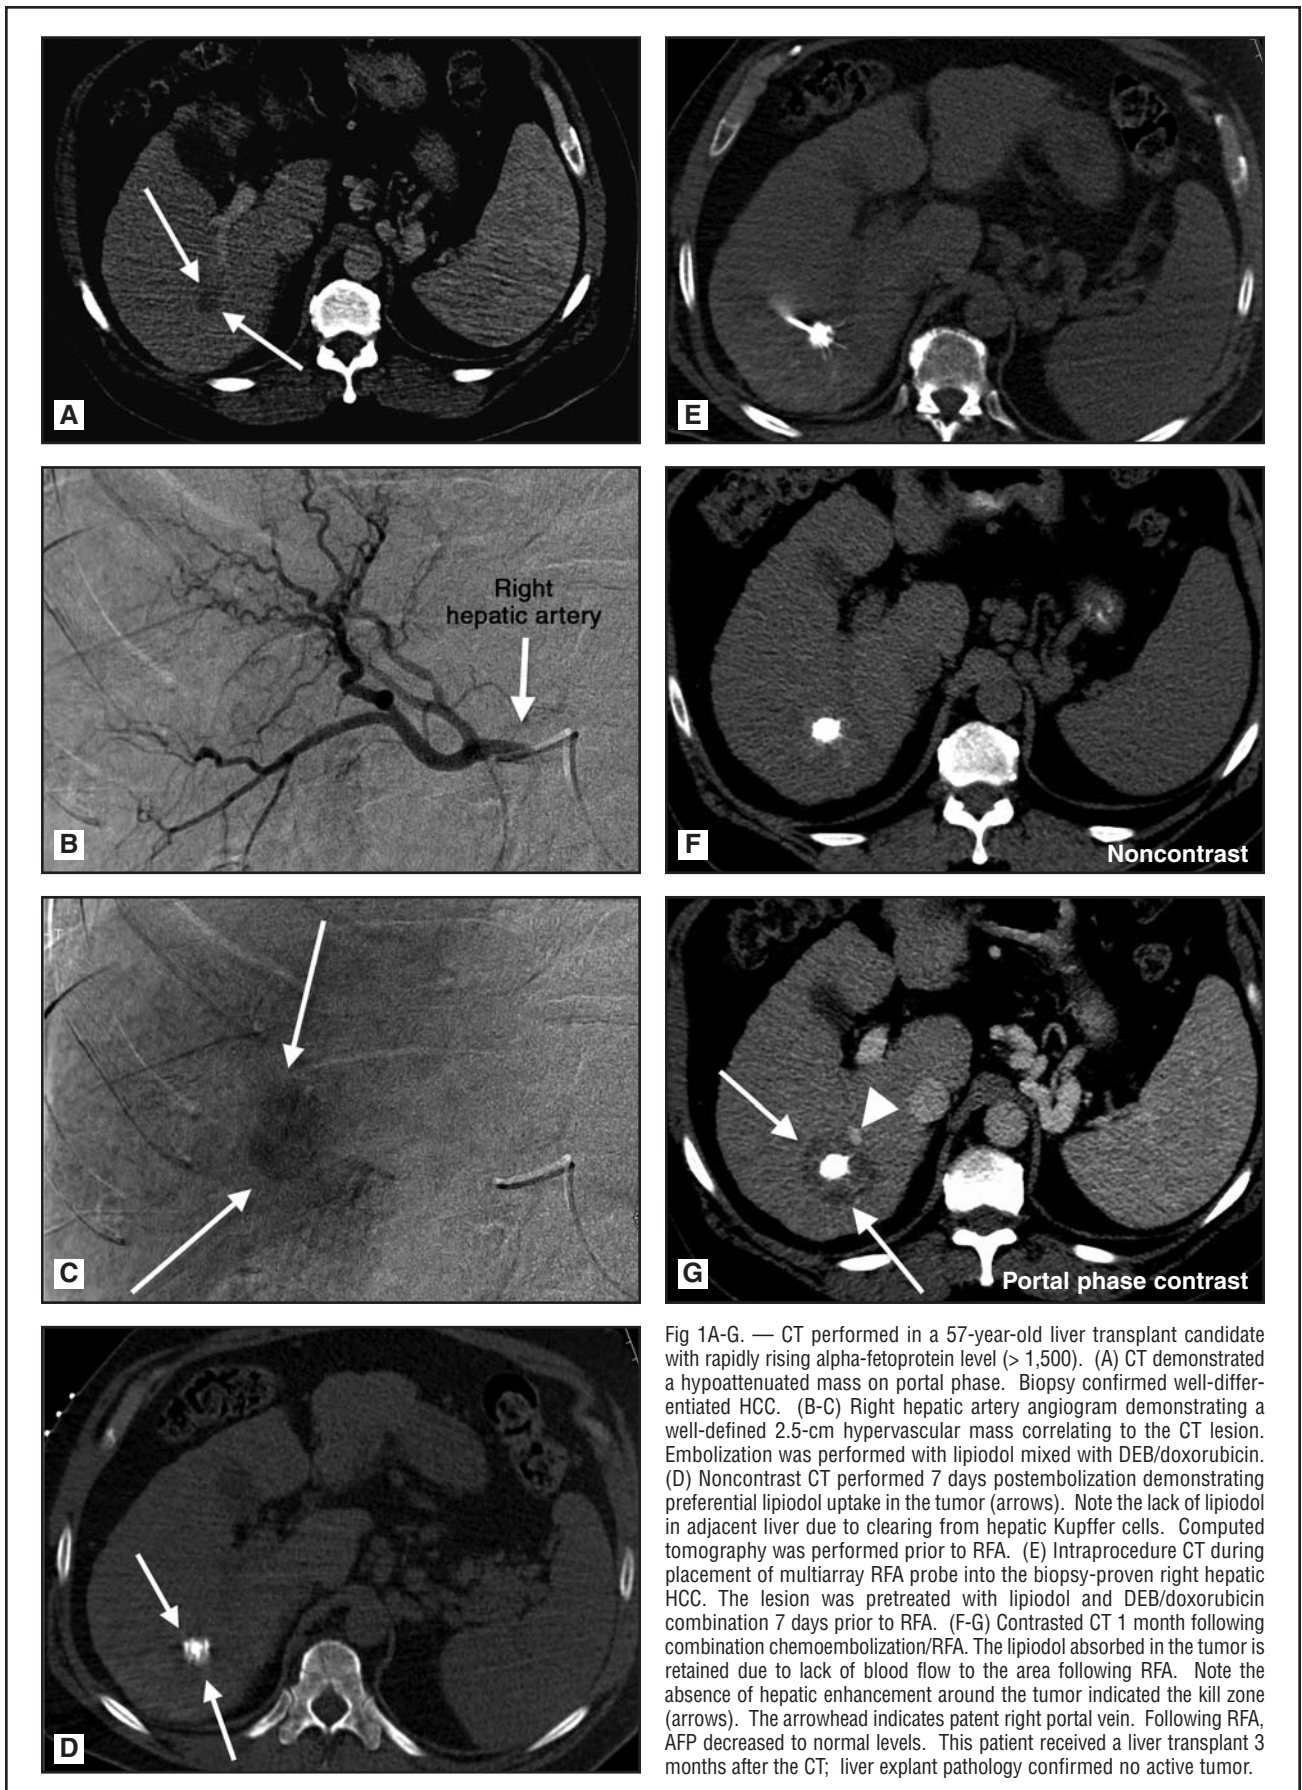 A
E
Right
hepatic artery
B
F
Noncontrast
C
G
Portal phase contrast
D
Fig 1A-G. — CT performed in a 57-year-old liver transplant candidate
with rapidly rising alpha-fetoprotein level (> 1,500). (A) CT demonstrated
a hypoattenuated mass on portal phase. Biopsy confirmed well-differ-
entiated HCC. (B-C) Right hepatic artery angiogram demonstrating a
well-defined 2.5-cm hypervascular mass correlating to the CT lesion.
Embolization was performed with lipiodol mixed with DEB/doxorubicin.
(D) Noncontrast CT performed 7 days postembolization demonstrating
preferential lipiodol uptake in the tumor (arrows). Note the lack of lipiodol
in adjacent liver due to clearing from hepatic Kupffer cells. Computed
tomography was performed prior to RFA. (E) Intraprocedure CT during
placement of multiarray RFA probe into the biopsy-proven right hepatic
HCC. The lesion was pretreated with lipiodol and DEB/doxorubicin
combination 7 days prior to RFA. (F-G) Contrasted CT 1 month following
combination chemoembolization/RFA. The lipiodol absorbed in the tumor is
retained due to lack of blood flow to the area following RFA. Note the
absence of hepatic enhancement around the tumor indicated the kill zone
(arrows). The arrowhead indicates patent right portal vein. Following RFA,
AFP decreased to normal levels. This patient received a liver transplant 3
months after the CT; liver explant pathology confirmed no active tumor.